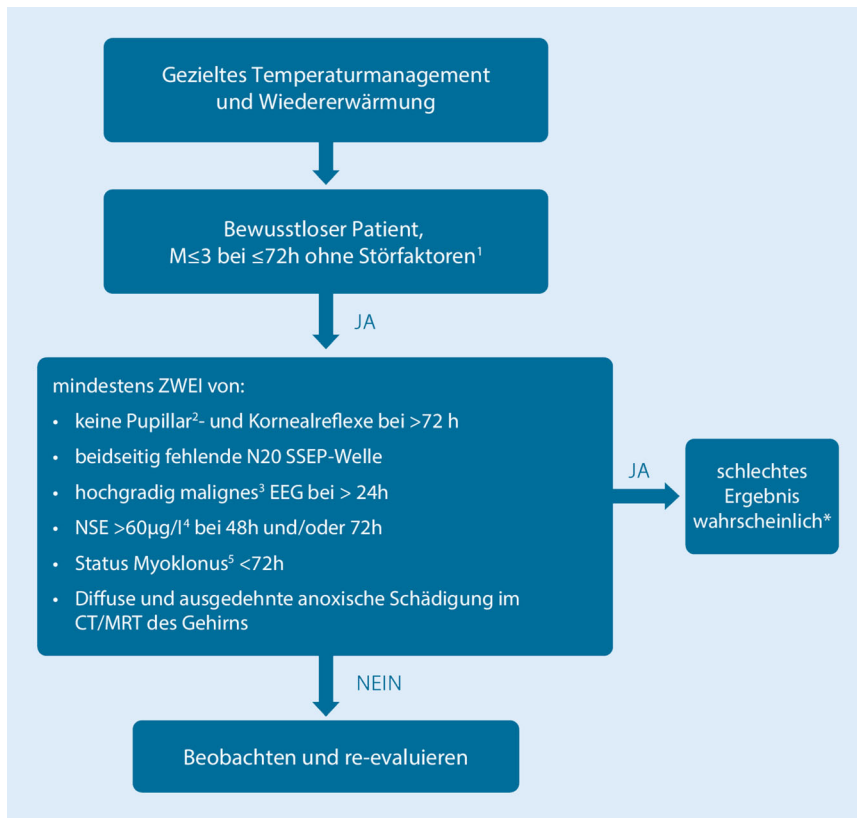 Gezieltes Temperaturmanagement
und Wiedererwärmung
Bewusstloser Patient,
M≤3 bei ≤72h ohne Störfaktoren¹
JA
mindestens ZWEI von:
• keine Pupillar²- und Kornealreflexe bei >72 h
• beidseitig fehlende N20 SSEP-Welle
• hochgradig malignes³ EEG bei > 24h
• NSE >60µg/l⁴ bei 48h und/oder 72h
• Status Myoklonus⁵ <72h
• Diffuse und ausgedehnte anoxische Schädigung im
CT/MRT des Gehirns
JA
schlechtes
Ergebnis
wahrscheinlich*
NEIN
Beobachten und re-evaluieren